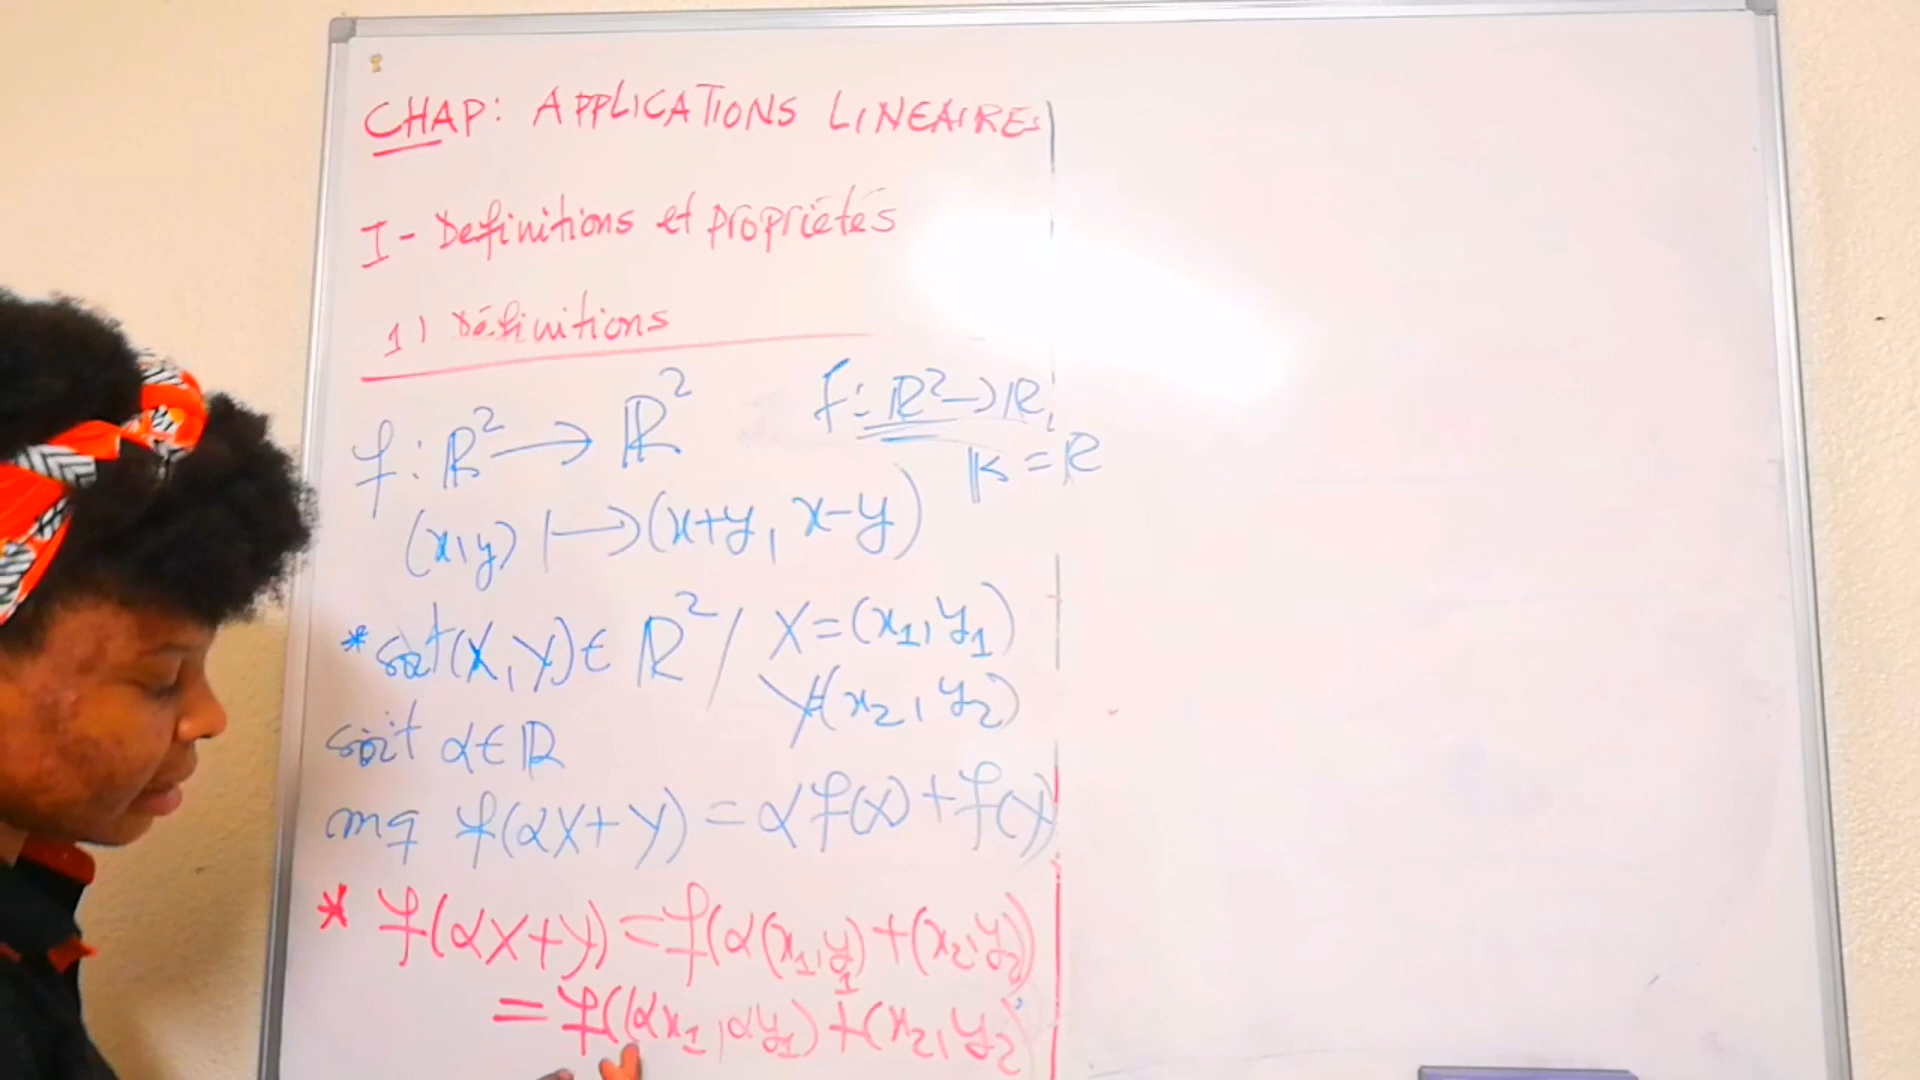 CHAP: APPLICATIONS LINEAIRES
I - Definitions et propriétés
1) Définitions
f: ℝ² → ℝ²
f: ℝ² → ℝ,
𝕂 = ℝ
(x,y) ↦ (x+y, x-y)
* soit (X, Y) ∈ ℝ² / X = (x₁, y₁)
Y = (x₂, y₂)
soit α ∈ ℝ
mq f(αX + Y) = αf(X) + f(Y)
* f(αX+Y) = f(α(x₁,y₁) + (x₂,y₂))
= f((αx₁, αy₁) + (x₂, y₂)